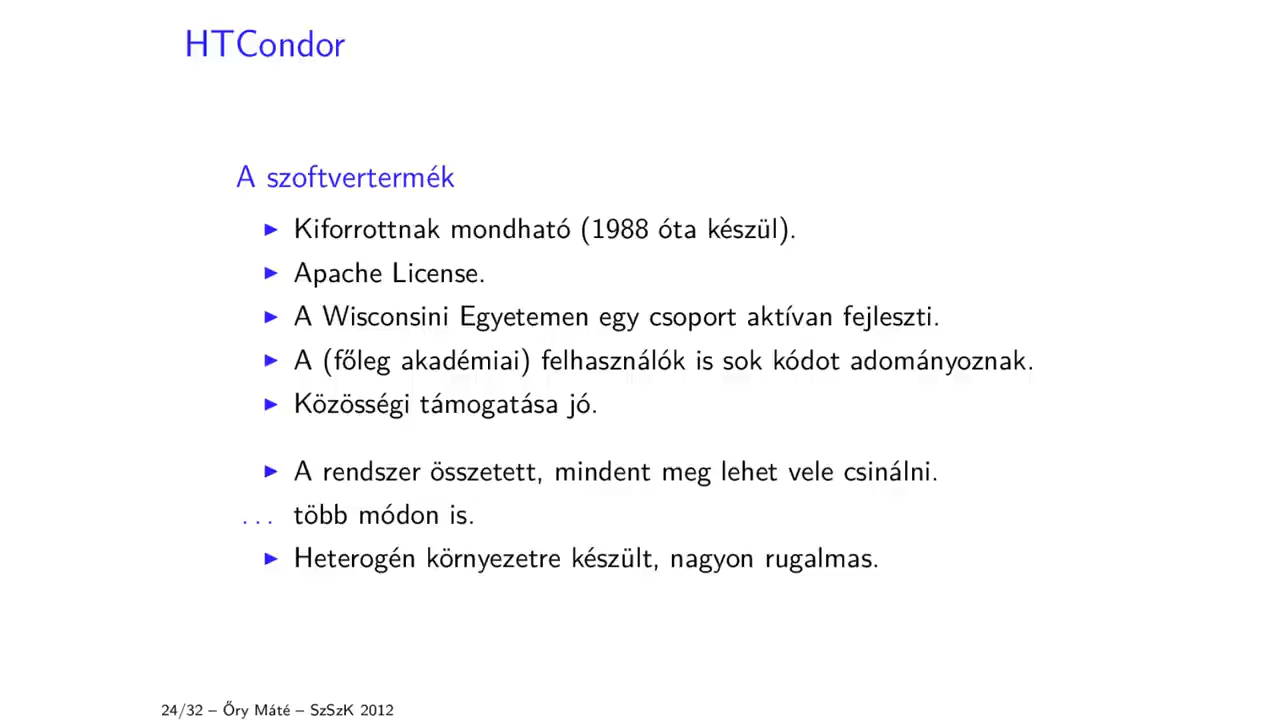 HTCondor
A szoftvertermék
▶ Kiforrottnak mondható (1988 óta készül).
▶ Apache License.
▶ A Wisconsini Egyetemen egy csoport aktívan fejleszti.
▶ A (főleg akadémiai) felhasználók is sok kódot adományoznak.
▶ Közösségi támogatása jó.
▶ A rendszer összetett, mindent meg lehet vele csinálni.
... több módon is.
▶ Heterogén környezetre készült, nagyon rugalmas.
24/32 – Őry Máté – SzSzK 2012